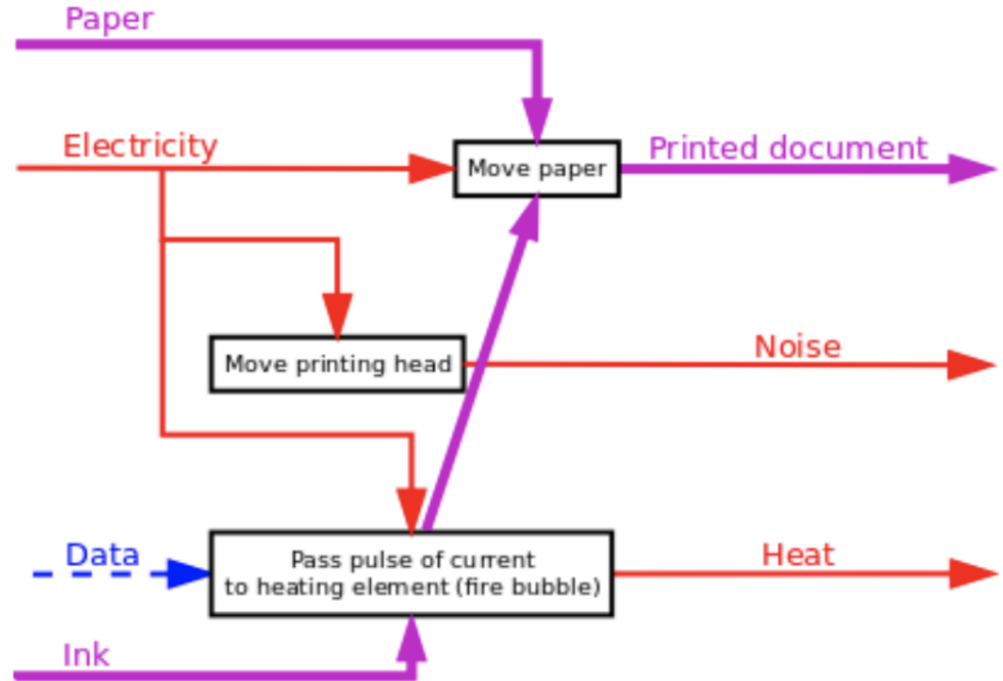 Paper
Electricity
Move paper
Printed document
Move printing head
Noise
Data
Pass pulse of current
to heating element (fire bubble)
Heat
Ink